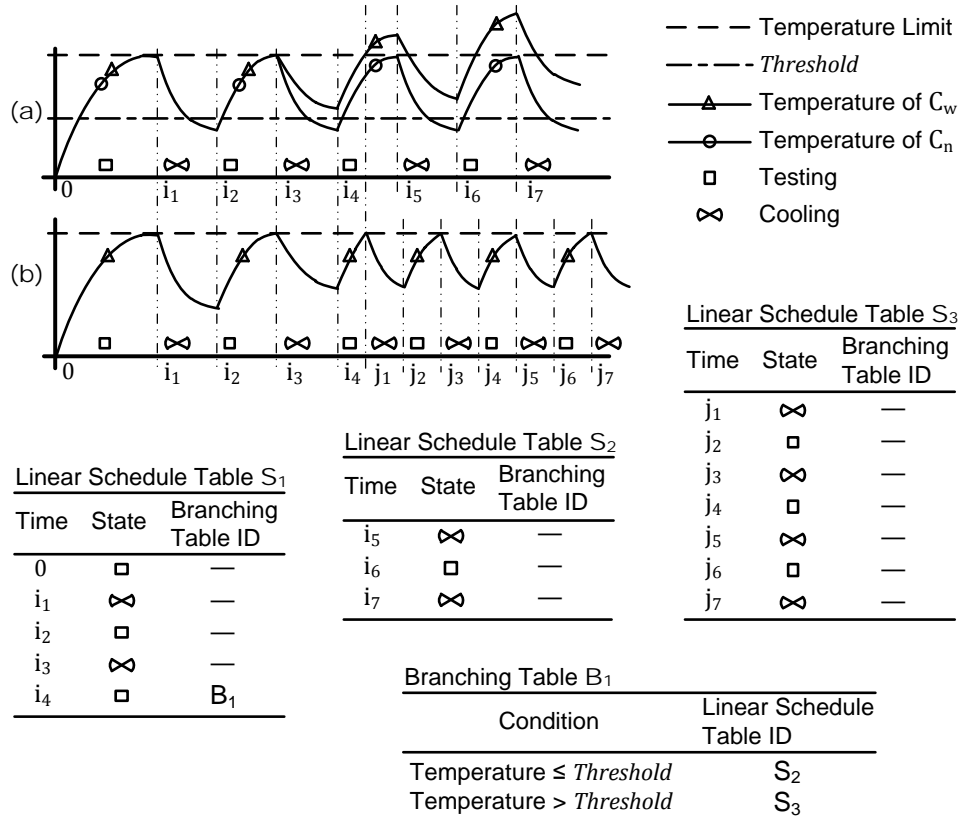 Temperature Limit
Threshold
Temperature of C_w
Temperature of C_n
Testing
Cooling
(a)
0 i₁ i₂ i₃ i₄ i₅ i₆ i₇
(b)
0 i₁ i₂ i₃ i₄ j₁ j₂ j₃ j₄ j₅ j₆ j₇
Linear Schedule Table S₁
Time State Branching
Table ID
0 —
i₁ —
i₂ —
i₃ —
i₄ B₁
Linear Schedule Table S₂
Time State Branching
Table ID
i₅ —
i₆ —
i₇ —
Linear Schedule Table S₃
Time State Branching
Table ID
j₁ —
j₂ —
j₃ —
j₄ —
j₅ —
j₆ —
j₇ —
Branching Table B₁
Condition Linear Schedule
Table ID
Temperature ≤ Threshold S₂
Temperature > Threshold S₃